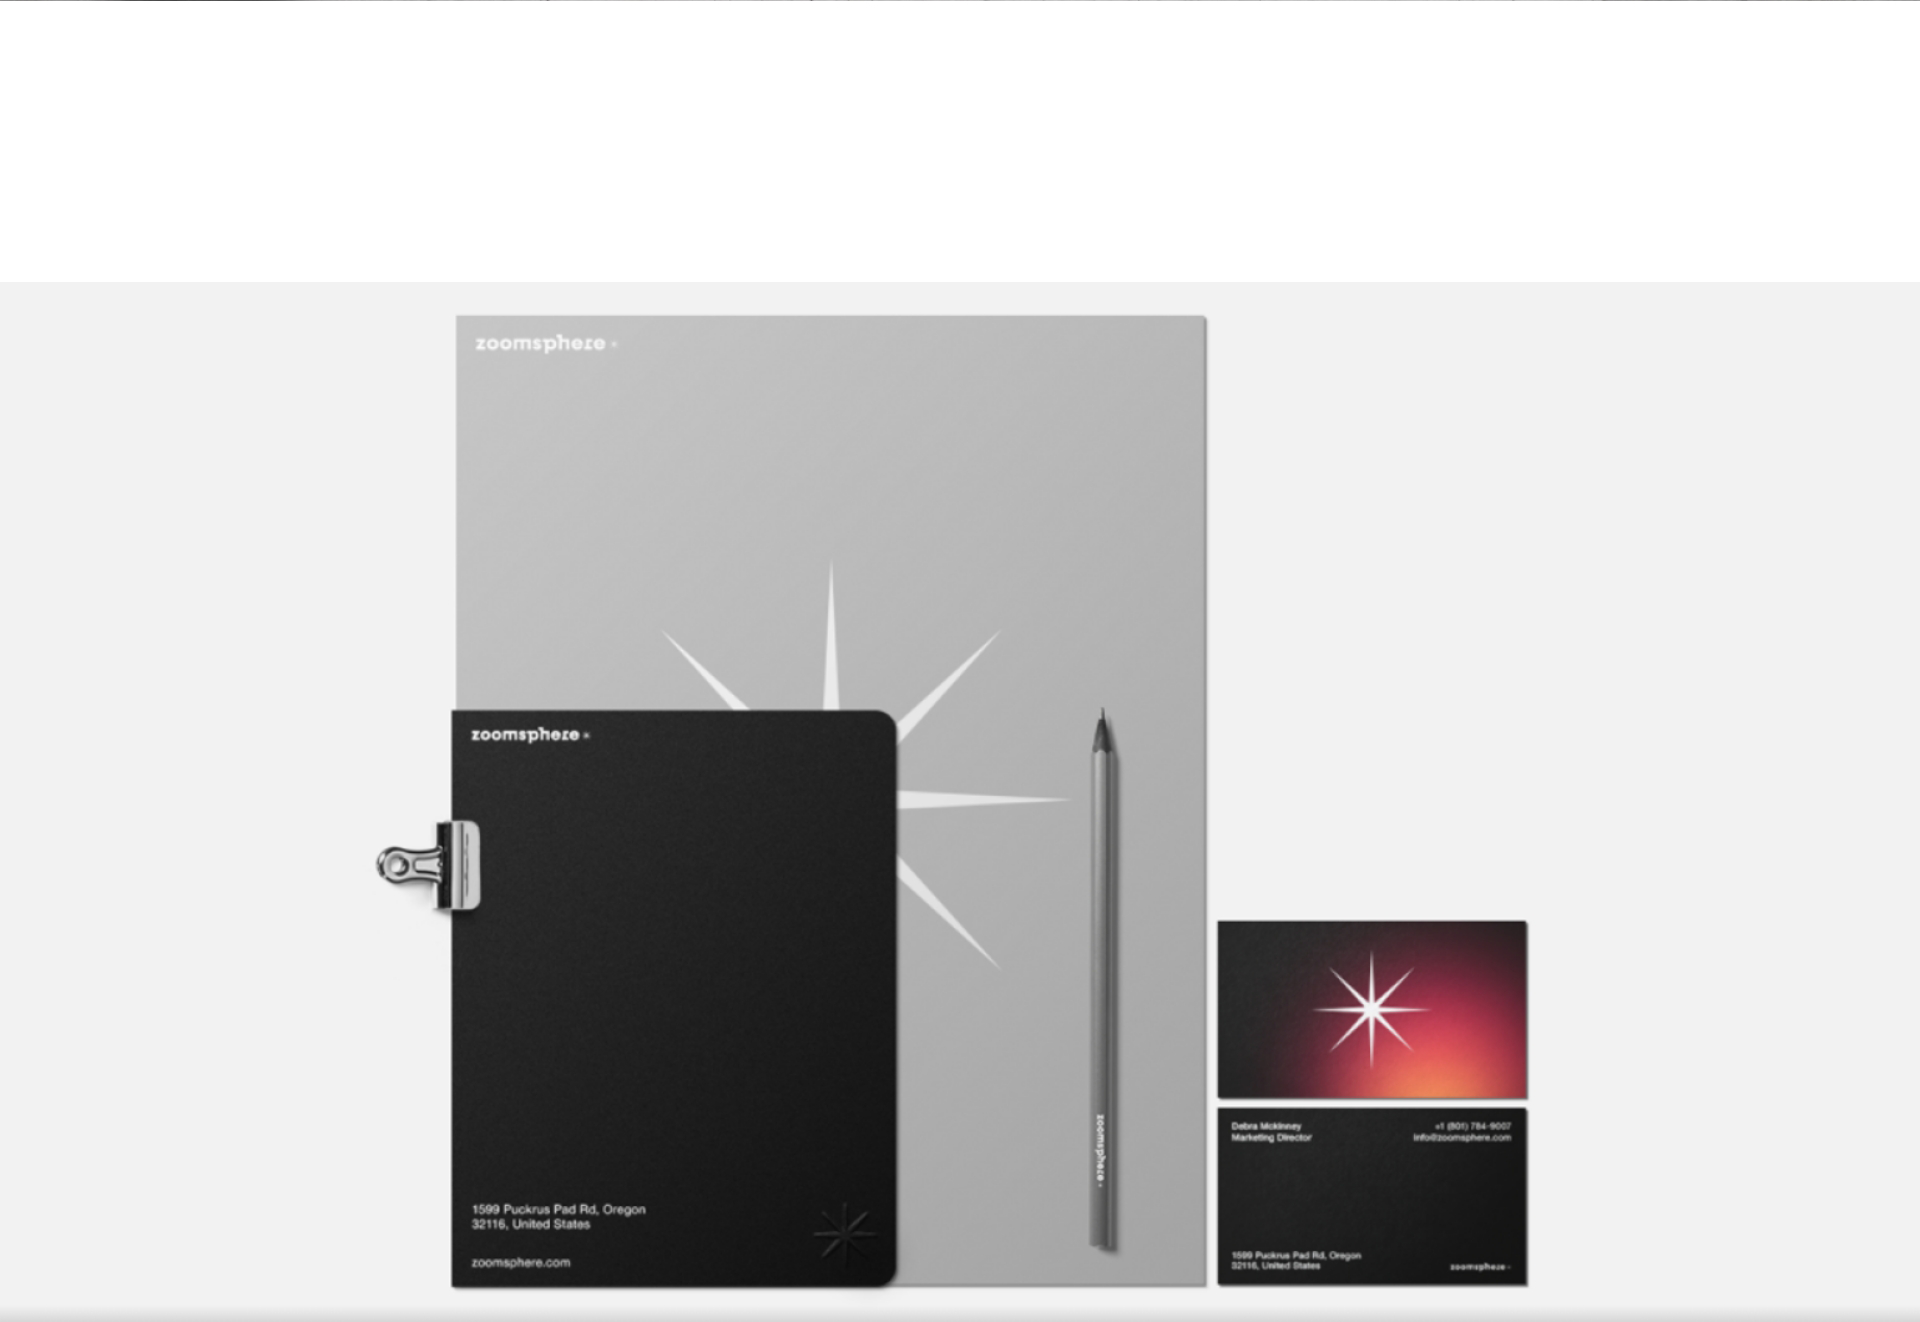 zoomsphere
zoomsphere
1599 Puckrus Pad Rd, Oregon
32116, United States
zoomsphere.com
zoomsphere
Debra Mckinney
Marketing Director
+1 (801) 784-9007
info@zoomsphere.com
1599 Puckrus Pad Rd, Oregon
32116, United States
zoomsphere